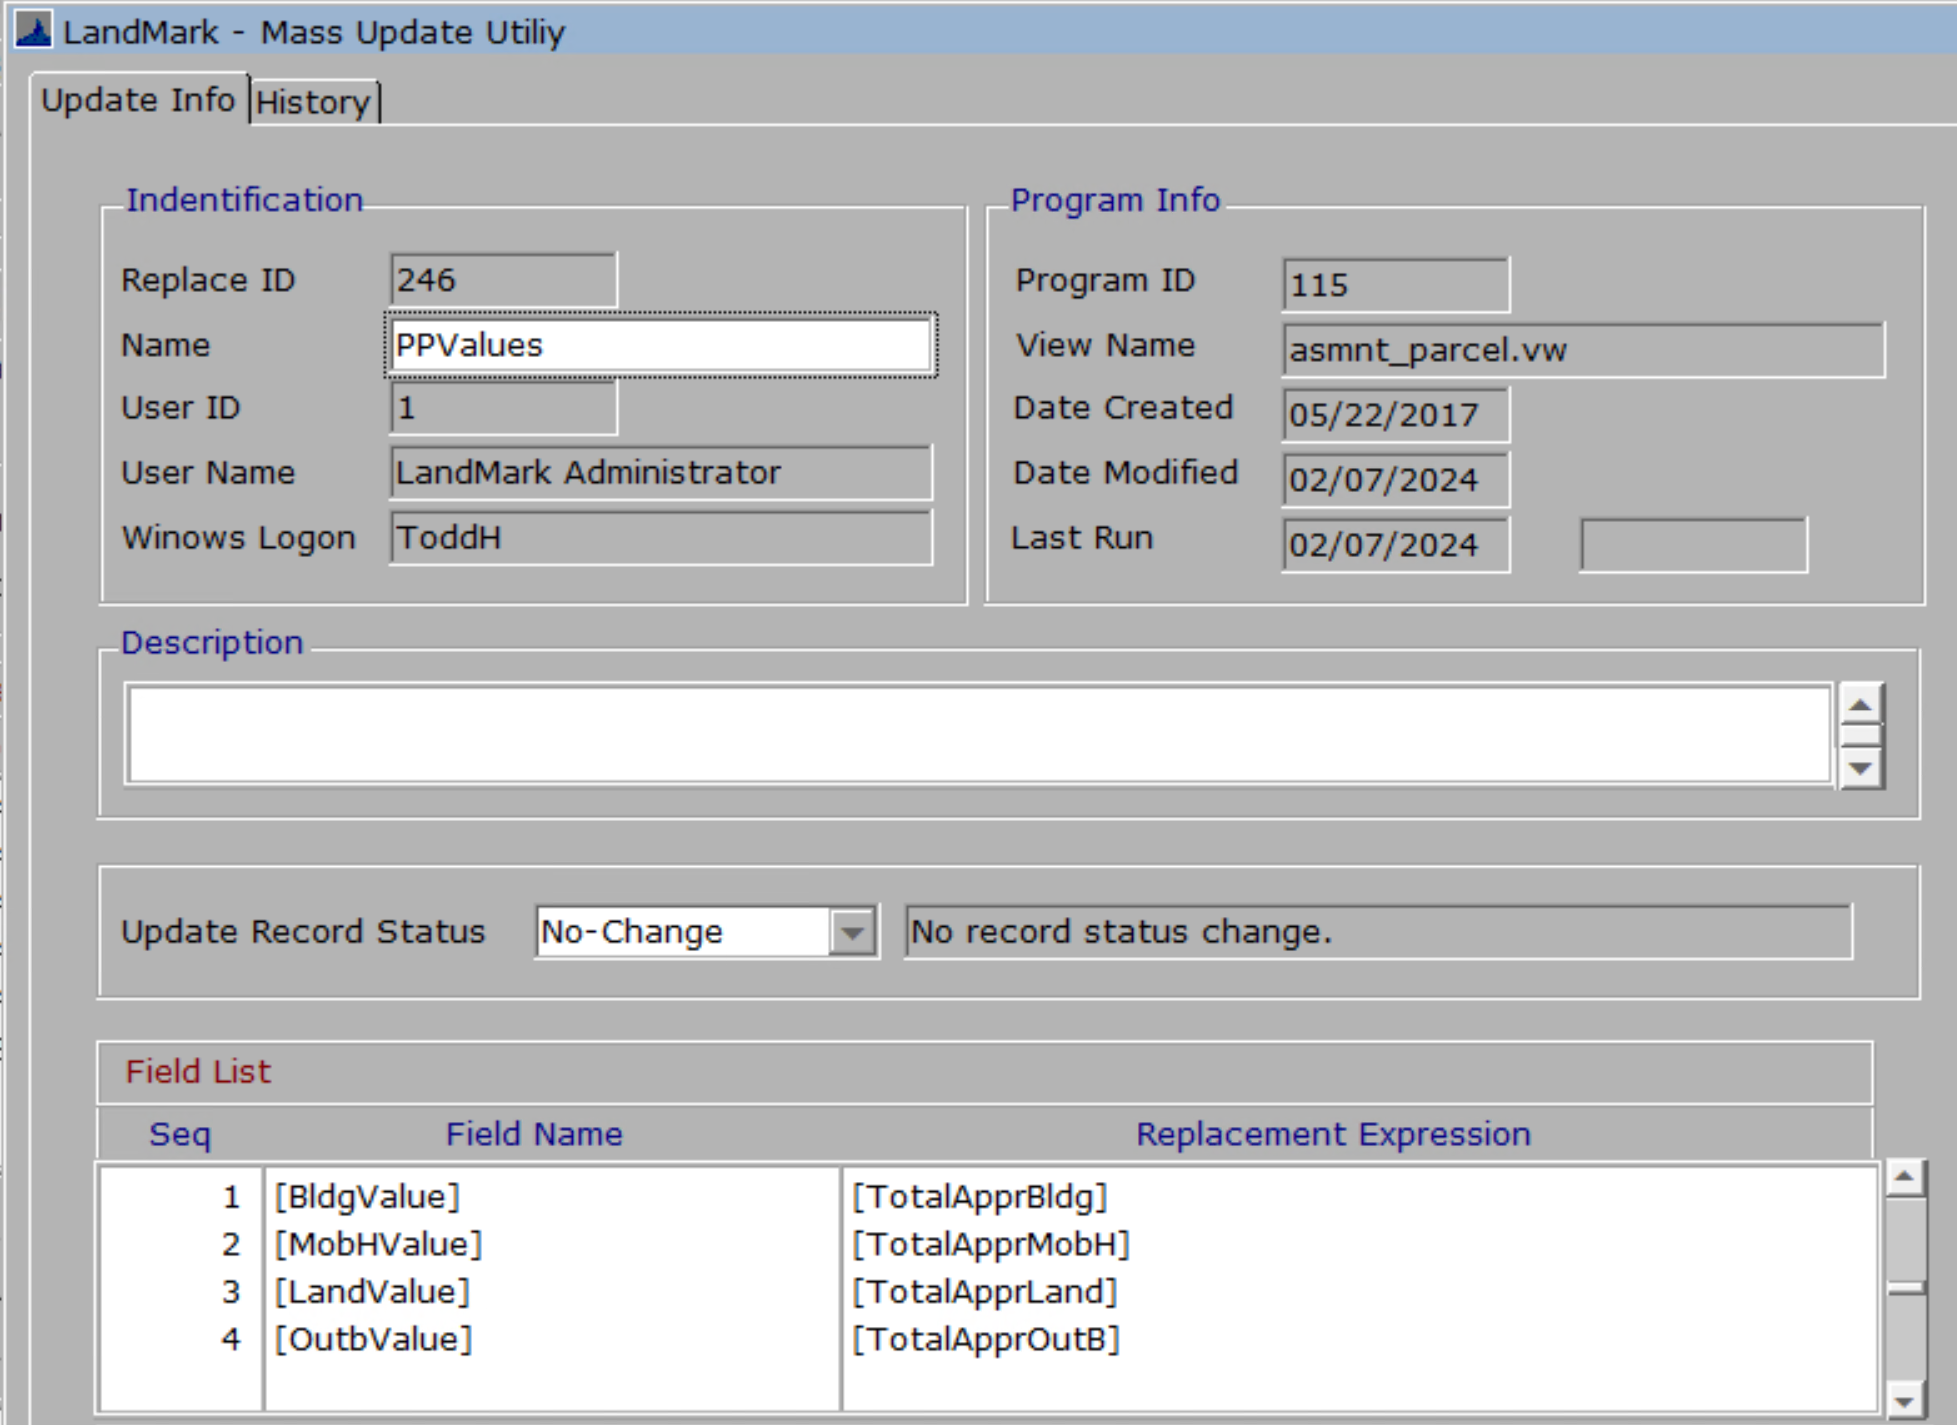 LandMark - Mass Update Utiliy
Update Info History
Indentification
Replace ID 246
Name PPValues
User ID 1
User Name LandMark Administrator
Winows Logon ToddH
Program Info
Program ID 115
View Name asmnt_parcel.vw
Date Created 05/22/2017
Date Modified 02/07/2024
Last Run 02/07/2024
Description
Update Record Status No-Change No record status change.
Field List
Seq Field Name Replacement Expression
1 [BldgValue] [TotalApprBldg]
2 [MobHValue] [TotalApprMobH]
3 [LandValue] [TotalApprLand]
4 [OutbValue] [TotalApprOutB]